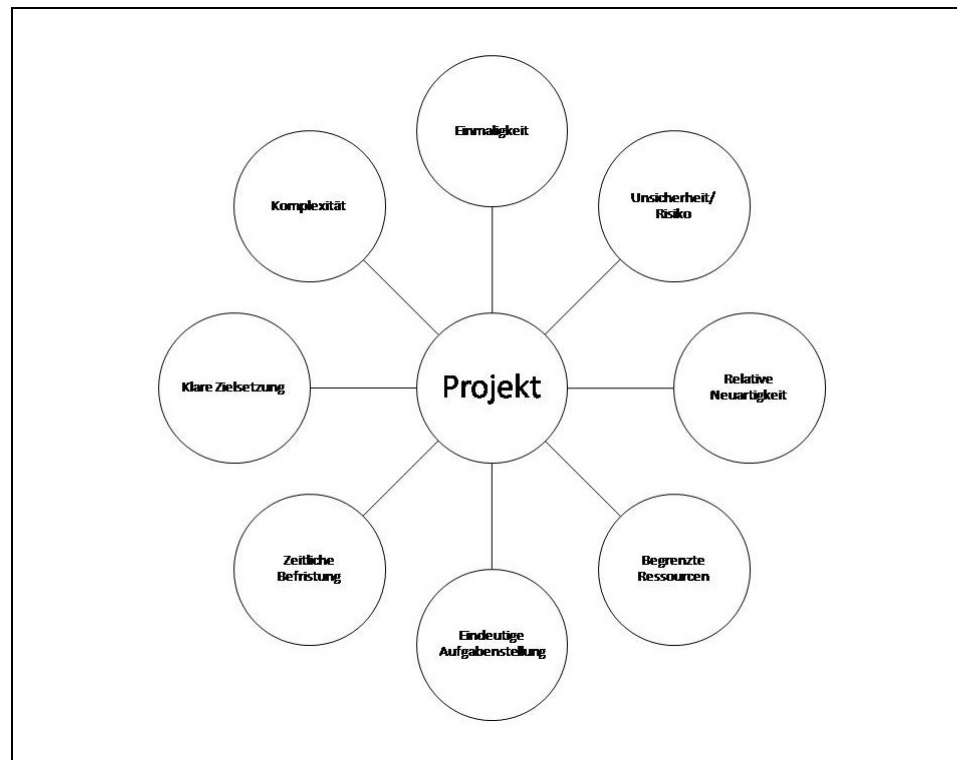 Einmaligkeit
Komplexität
Unsicherheit/
Risiko
Klare Zielsetzung
Projekt
Relative
Neuartigkeit
Zeitliche
Befristung
Begrenzte
Ressourcen
Eindeutige
Aufgabenstellung